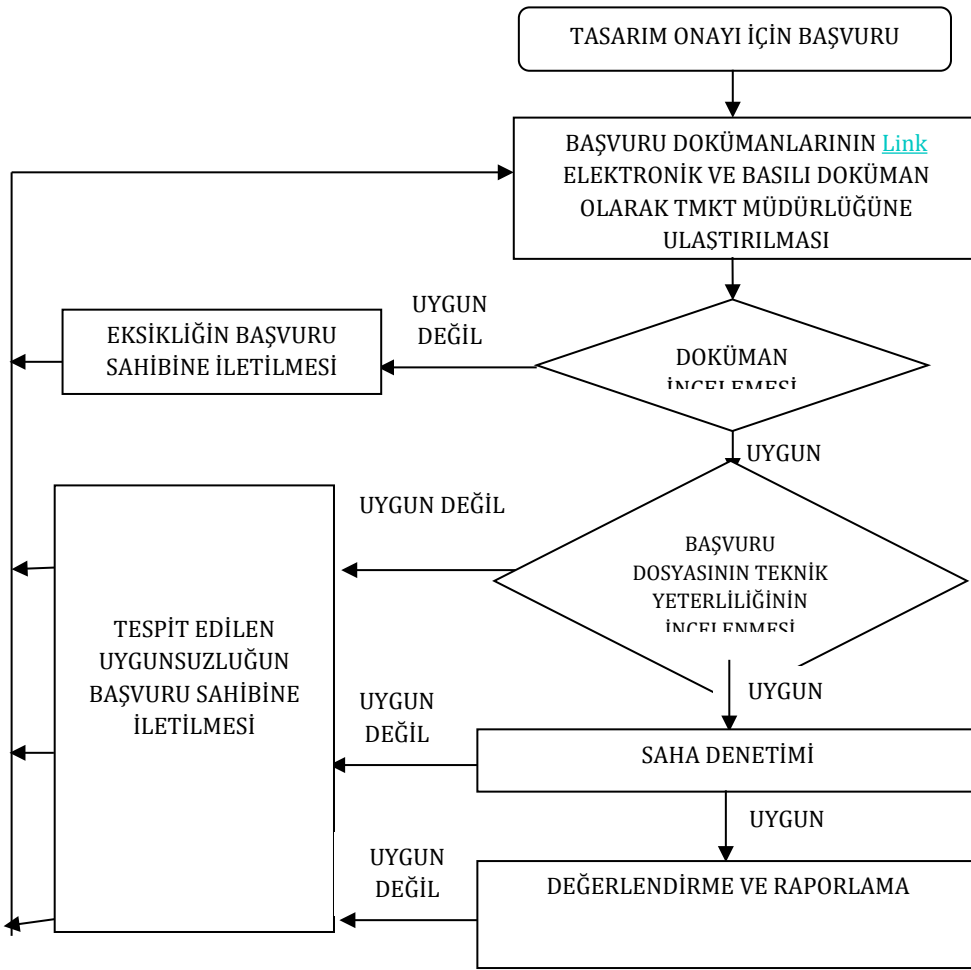 TASARIM ONAYI İÇİN BAŞVURU
BAŞVURU DOKÜMANLARININ Link
ELEKTRONİK VE BASILI DOKÜMAN
OLARAK TMKT MÜDÜRLÜĞÜNE
ULAŞTIRILMASI
UYGUN
DEĞİL
EKSİKLİĞİN BAŞVURU
SAHİBİNE İLETİLMESİ
DOKÜMAN
İNCELEMESİ
UYGUN
UYGUN DEĞİL
BAŞVURU
DOSYASININ TEKNİK
YETERLİLİĞİNİN
İNCELENMESİ
TESPİT EDİLEN
UYGUNSUZLUĞUN
BAŞVURU SAHİBİNE
İLETİLMESİ
UYGUN
UYGUN
DEĞİL
SAHA DENETİMİ
UYGUN
UYGUN
DEĞİL
DEĞERLENDİRME VE RAPORLAMA